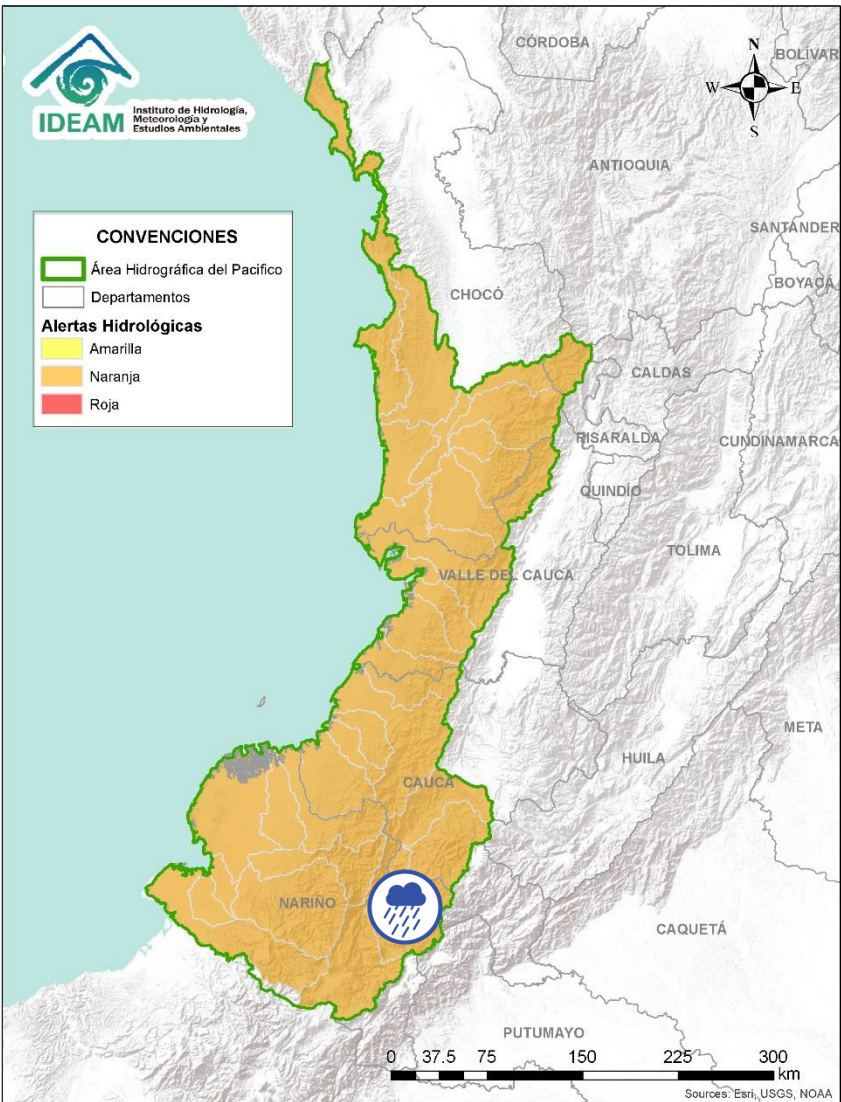 IDEAM
Instituto de Hidrología,
Meteorología y
Estudios Ambientales
N
W
E
S
CONVENCIONES
Área Hidrográfica del Pacifico
Departamentos
Alertas Hidrológicas
Amarilla
Naranja
Roja
CÓRDOBA
BOLIVAR
ANTIOQUIA
SANTANDER
BOYACÁ
CHOCÓ
CALDAS
RISARALDA
CUNDINAMARCA
QUINDÍO
TOLIMA
VALLE DEL CAUCA
META
HUILA
CAUCA
NARIÑO
CAQUETÁ
PUTUMAYO
0 37.5 75 150 225 300
km
Sources: Esri, USGS, NOAA